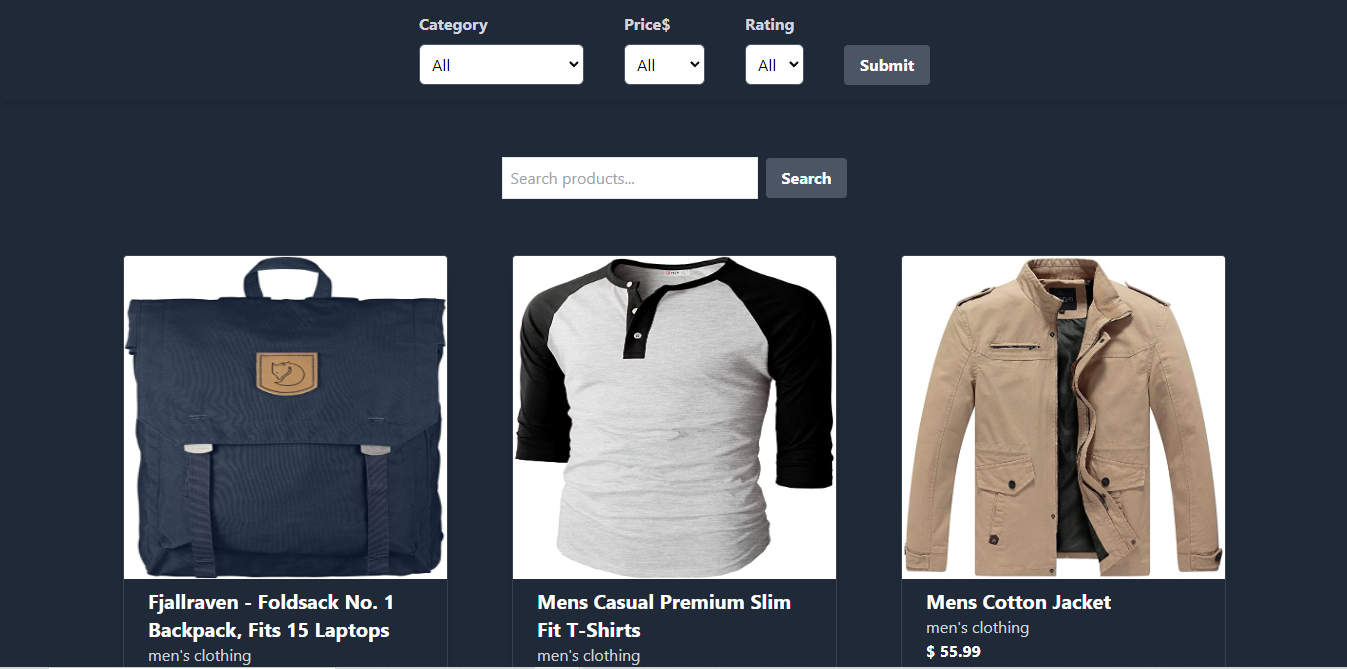 Category Price$ Rating
All All All Submit
Search products... Search
Fjallraven - Foldsack No. 1
Backpack, Fits 15 Laptops
men's clothing
Mens Casual Premium Slim
Fit T-Shirts
men's clothing
Mens Cotton Jacket
men's clothing
$ 55.99